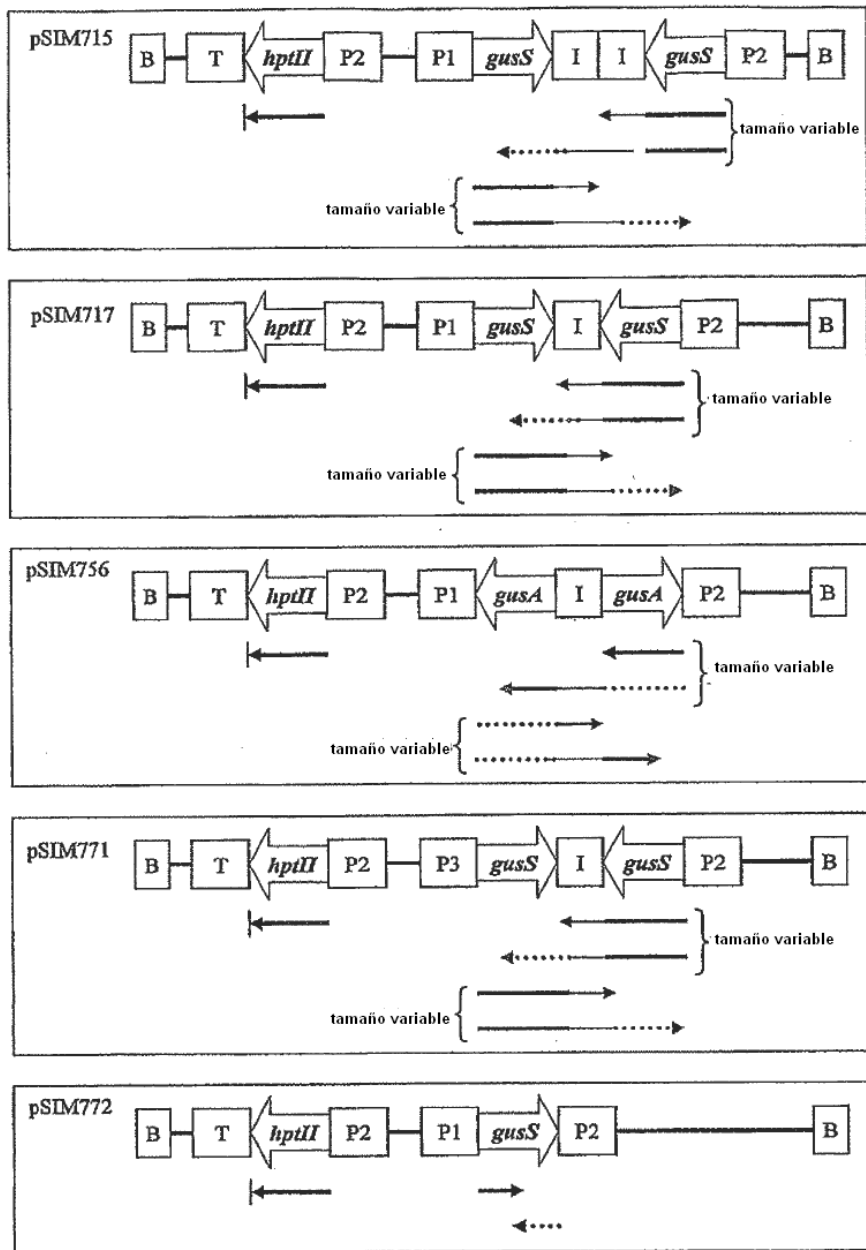 pSIM715
B T hptII P2 P1 gusS I I gusS P2 B
tamaño variable
tamaño variable
pSIM717
B T hptII P2 P1 gusS I gusS P2 B
tamaño variable
tamaño variable
pSIM756
B T hptII P2 P1 gusA I gusA P2 B
tamaño variable
tamaño variable
pSIM771
B T hptII P2 P3 gusS I gusS P2 B
tamaño variable
tamaño variable
pSIM772
B T hptII P2 P1 gusS P2 B